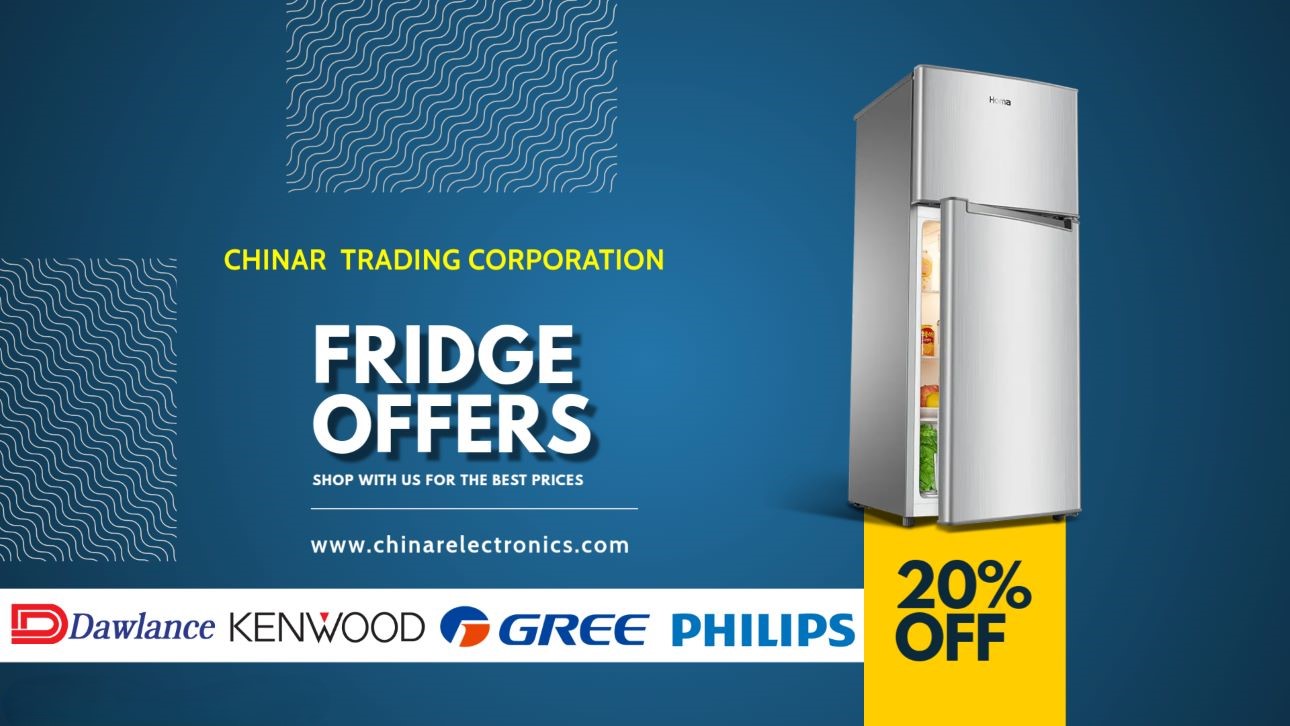 Homa
CHINAR TRADING CORPORATION
FRIDGE
OFFERS
SHOP WITH US FOR THE BEST PRICES
www.chinarelectronics.com
Dawlance KENWOOD GREE PHILIPS
20%
OFF